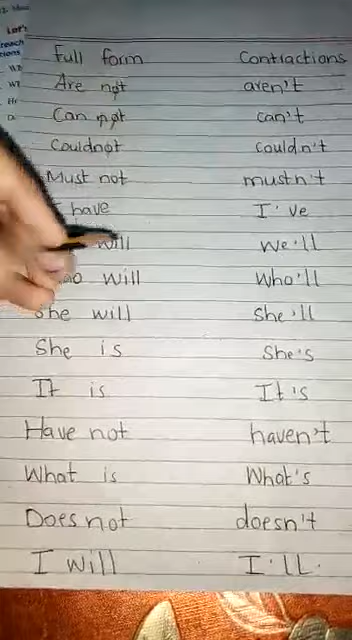 Full form Contractions
Are not aren't
Can not can't
Couldnot couldn't
Must not mustn't
have I've
will We'll
will Who'll
She will She'll
She is She's
It is It's
Have not haven't
What is What's
Does not doesn't
I will I'LL